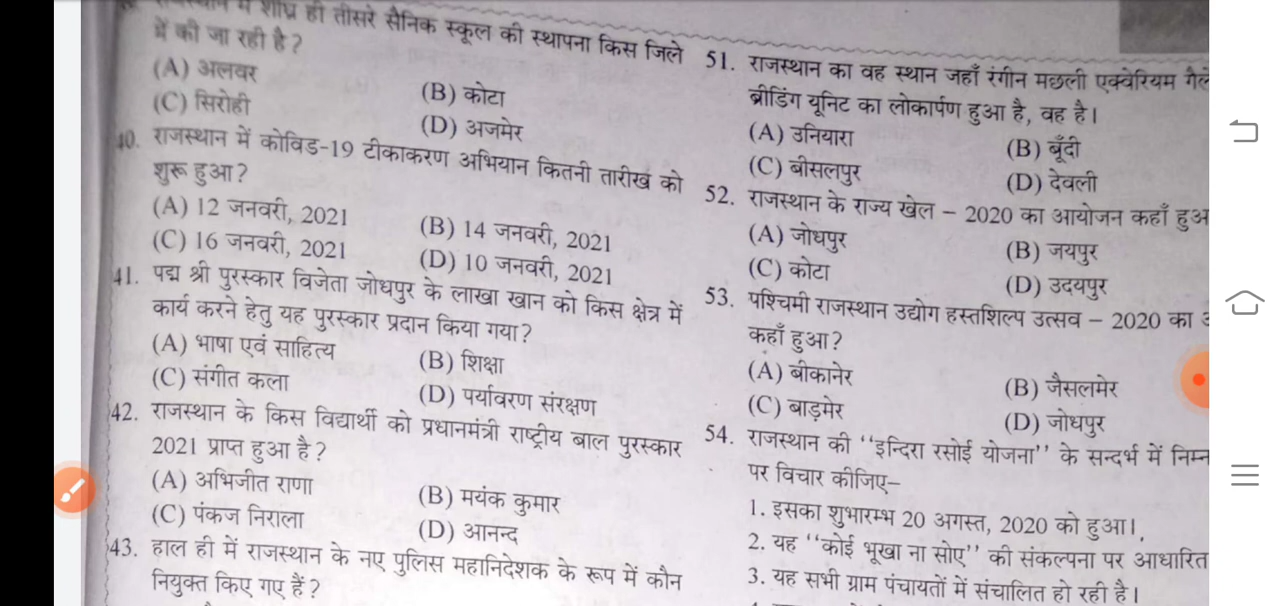 में शीघ्र ही तीसरे सैनिक स्कूल की स्थापना किस जिले
में की जा रही है?
(A) अलवर
(B) कोटा
(C) सिरोही
(D) अजमेर
40. राजस्थान में कोविड-19 टीकाकरण अभियान कितनी तारीख को
शुरू हुआ?
(A) 12 जनवरी, 2021
(B) 14 जनवरी, 2021
(C) 16 जनवरी, 2021
(D) 10 जनवरी, 2021
41. पद्म श्री पुरस्कार विजेता जोधपुर के लाखा खान को किस क्षेत्र में
कार्य करने हेतु यह पुरस्कार प्रदान किया गया?
(A) भाषा एवं साहित्य
(B) शिक्षा
(C) संगीत कला
(D) पर्यावरण संरक्षण
42. राजस्थान के किस विद्यार्थी को प्रधानमंत्री राष्ट्रीय बाल पुरस्कार
2021 प्राप्त हुआ है?
(A) अभिजीत राणा
(B) मयंक कुमार
(C) पंकज निराला
(D) आनन्द
43. हाल ही में राजस्थान के नए पुलिस महानिदेशक के रूप में कौन
नियुक्त किए गए हैं?
51. राजस्थान का वह स्थान जहाँ रंगीन मछली एक्वेरियम
ब्रीडिंग यूनिट का लोकार्पण हुआ है, वह है।
(A) उनियारा
(B) बूँदी
(C) बीसलपुर
(D) देवली
52. राजस्थान के राज्य खेल – 2020 का आयोजन कहाँ
(A) जोधपुर
(B) जयपुर
(C) कोटा
(D) उदयपुर
53. पश्चिमी राजस्थान उद्योग हस्तशिल्प उत्सव – 2020 का
कहाँ हुआ?
(A) बीकानेर
(B) जैसलमेर
(C) बाड़मेर
(D) जोधपुर
54. राजस्थान की ‘‘इन्दिरा रसोई योजना’’ के सन्दर्भ में
पर विचार कीजिए–
1. इसका शुभारम्भ 20 अगस्त, 2020 को हुआ।
2. यह ‘‘कोई भूखा ना सोए’’ की संकल्पना पर आधारित
3. यह सभी ग्राम पंचायतों में संचालित हो रही है।